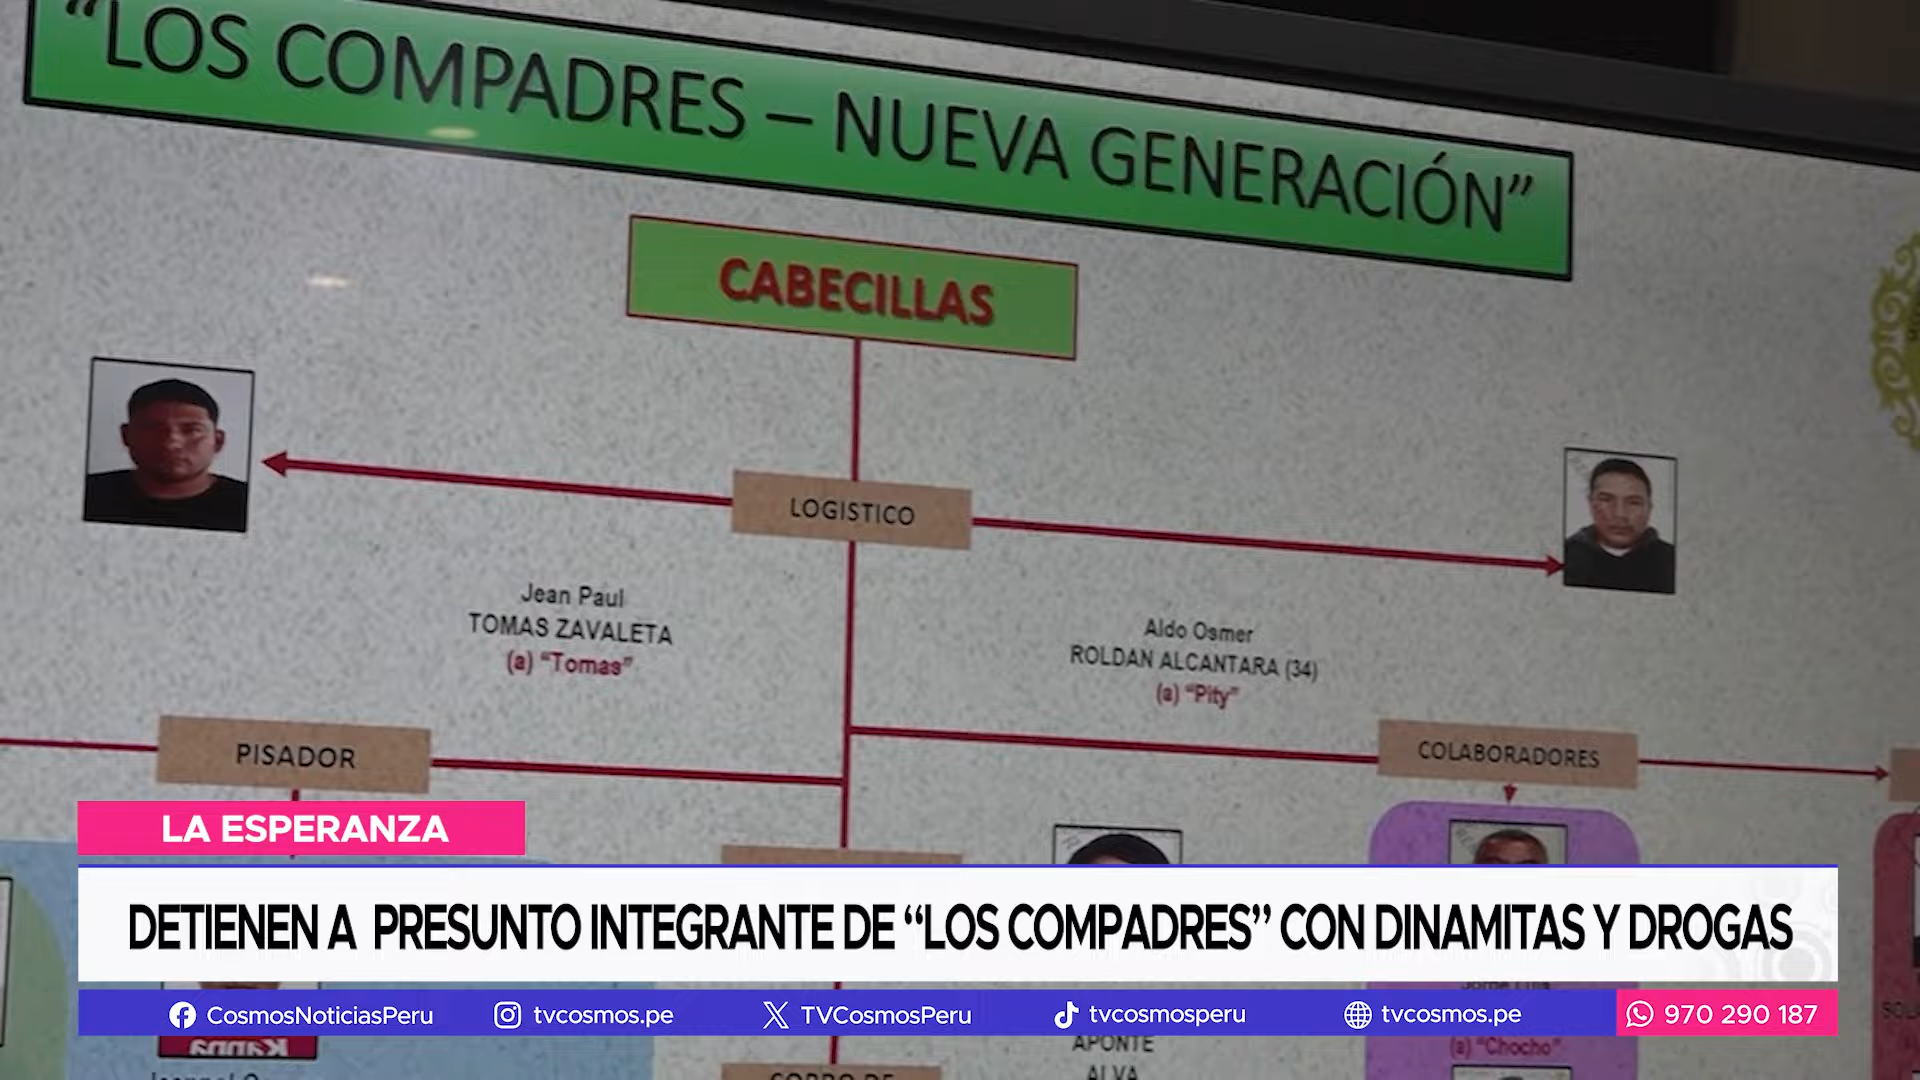 “LOS COMPADRES – NUEVA GENERACIÓN”
CABECILLAS
LOGISTICO
Jean Paul
TOMAS ZAVALETA
(a) “Tomas”
Aldo Osmer
ROLDAN ALCANTARA (34)
(a) “Pity”
PISADOR
COLABORADORES
LA ESPERANZA
DETIENEN A PRESUNTO INTEGRANTE DE “LOS COMPADRES” CON DINAMITAS Y DROGAS
CosmosNoticiasPeru
tvcosmos.pe
TVCosmosPeru
tvcosmosperu
tvcosmos.pe
970 290 187
APONTE
ALVA
(a) “Chocho”